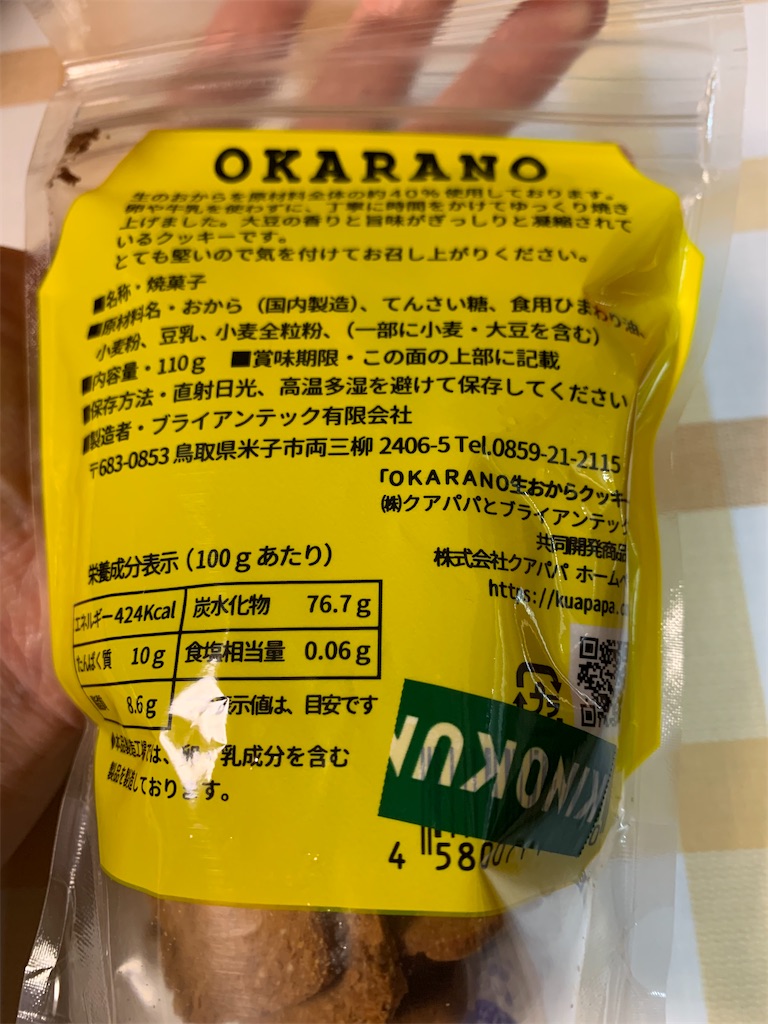 OKARANO
生のおからを原材料全体の約40%使用しております。
卵や牛乳を使わずに、丁寧に時間をかけてゆっくり焼き
上げました。大豆の香りと旨味がぎっしりと凝縮されて
いるクッキーです。
とても堅いので気を付けてお召し上がりください。
■名称・焼菓子
■原材料名・おから（国内製造）、てんさい糖、食用ひまわり油、
小麦粉、豆乳、小麦全粒粉、（一部に小麦・大豆を含む）
■内容量・110g ■賞味期限・この面の上部に記載
■保存方法・直射日光、高温多湿を避けて保存してください
■製造者・ブライアンテック有限会社
〒683-0853 鳥取県米子市両三柳 2406-5 Tel.0859-21-2115
「OKARANO生おからクッキー
㈱クアパパとブライアンテック
共同開発商品
株式会社クアパパ ホームペ
https://kuapapa.c
栄養成分表示（100gあたり）
エネルギー424Kcal 炭水化物 76.7g
たんぱく質 10g 食塩相当量 0.06g
8.6g 示値は、目安です
本品製造工場では、卵 乳成分を含む
製品を製造しております。
プラ
KINOKUN
4 580